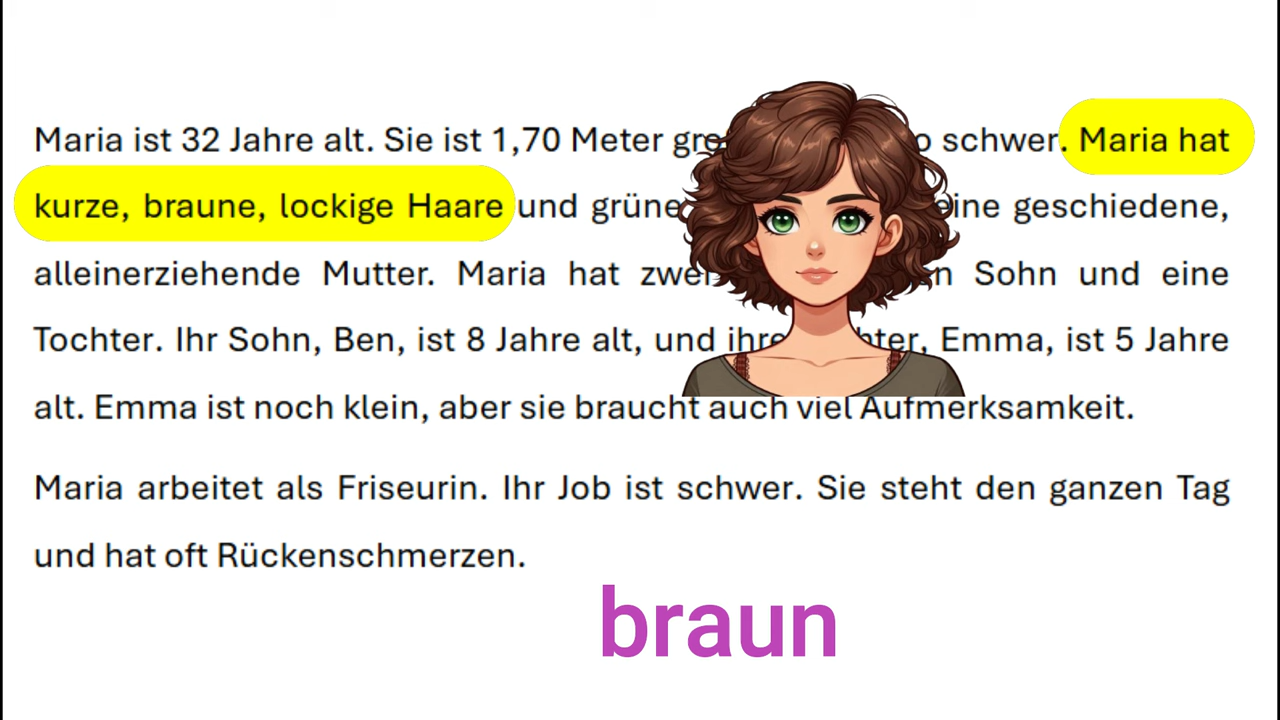 Maria ist 32 Jahre alt. Sie ist 1,70 Meter schwer. Maria hat
kurze, braune, lockige Haare und grüne geschiedene,
alleinerziehende Mutter. Maria hat zwei Sohn und eine
Tochter. Ihr Sohn, Ben, ist 8 Jahre alt, und ihre Emma, ist 5 Jahre
alt. Emma ist noch klein, aber sie braucht auch viel Aufmerksamkeit.
Maria arbeitet als Friseurin. Ihr Job ist schwer. Sie steht den ganzen Tag
und hat oft Rückenschmerzen.
braun